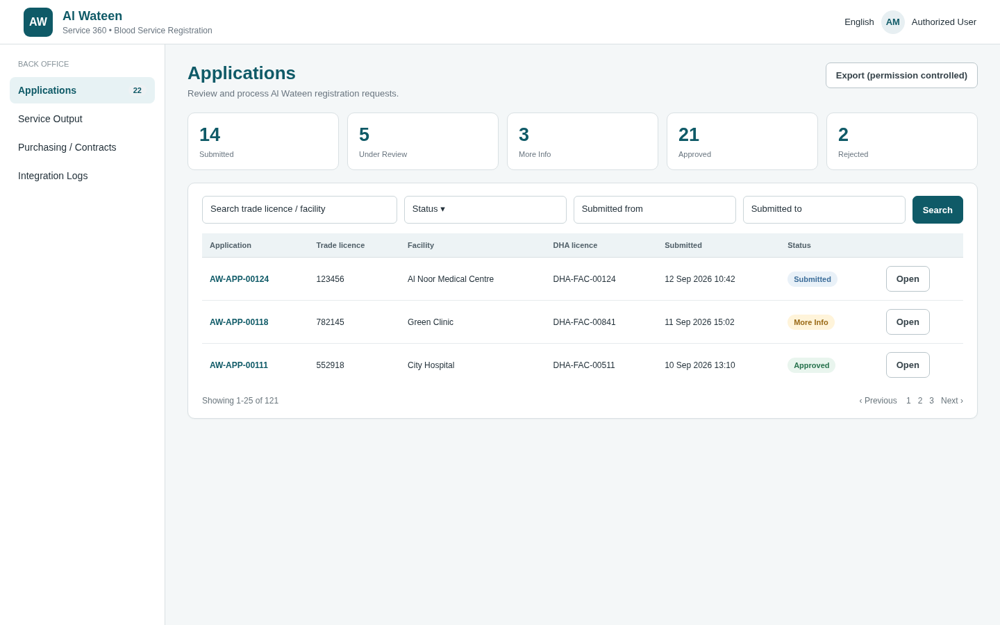 AW
Al Wateen
Service 360 • Blood Service Registration
English
AM
Authorized User
BACK OFFICE
Applications 22
Service Output
Purchasing / Contracts
Integration Logs
Applications
Review and process Al Wateen registration requests.
Export (permission controlled)
14
Submitted
5
Under Review
3
More Info
21
Approved
2
Rejected
Search trade licence / facility
Status ▾
Submitted from
Submitted to
Search
Application Trade licence Facility DHA licence Submitted Status
AW-APP-00124 123456 Al Noor Medical Centre DHA-FAC-00124 12 Sep 2026 10:42 Submitted Open
AW-APP-00118 782145 Green Clinic DHA-FAC-00841 11 Sep 2026 15:02 More Info Open
AW-APP-00111 552918 City Hospital DHA-FAC-00511 10 Sep 2026 13:10 Approved Open
Showing 1-25 of 121
‹ Previous 1 2 3 Next ›